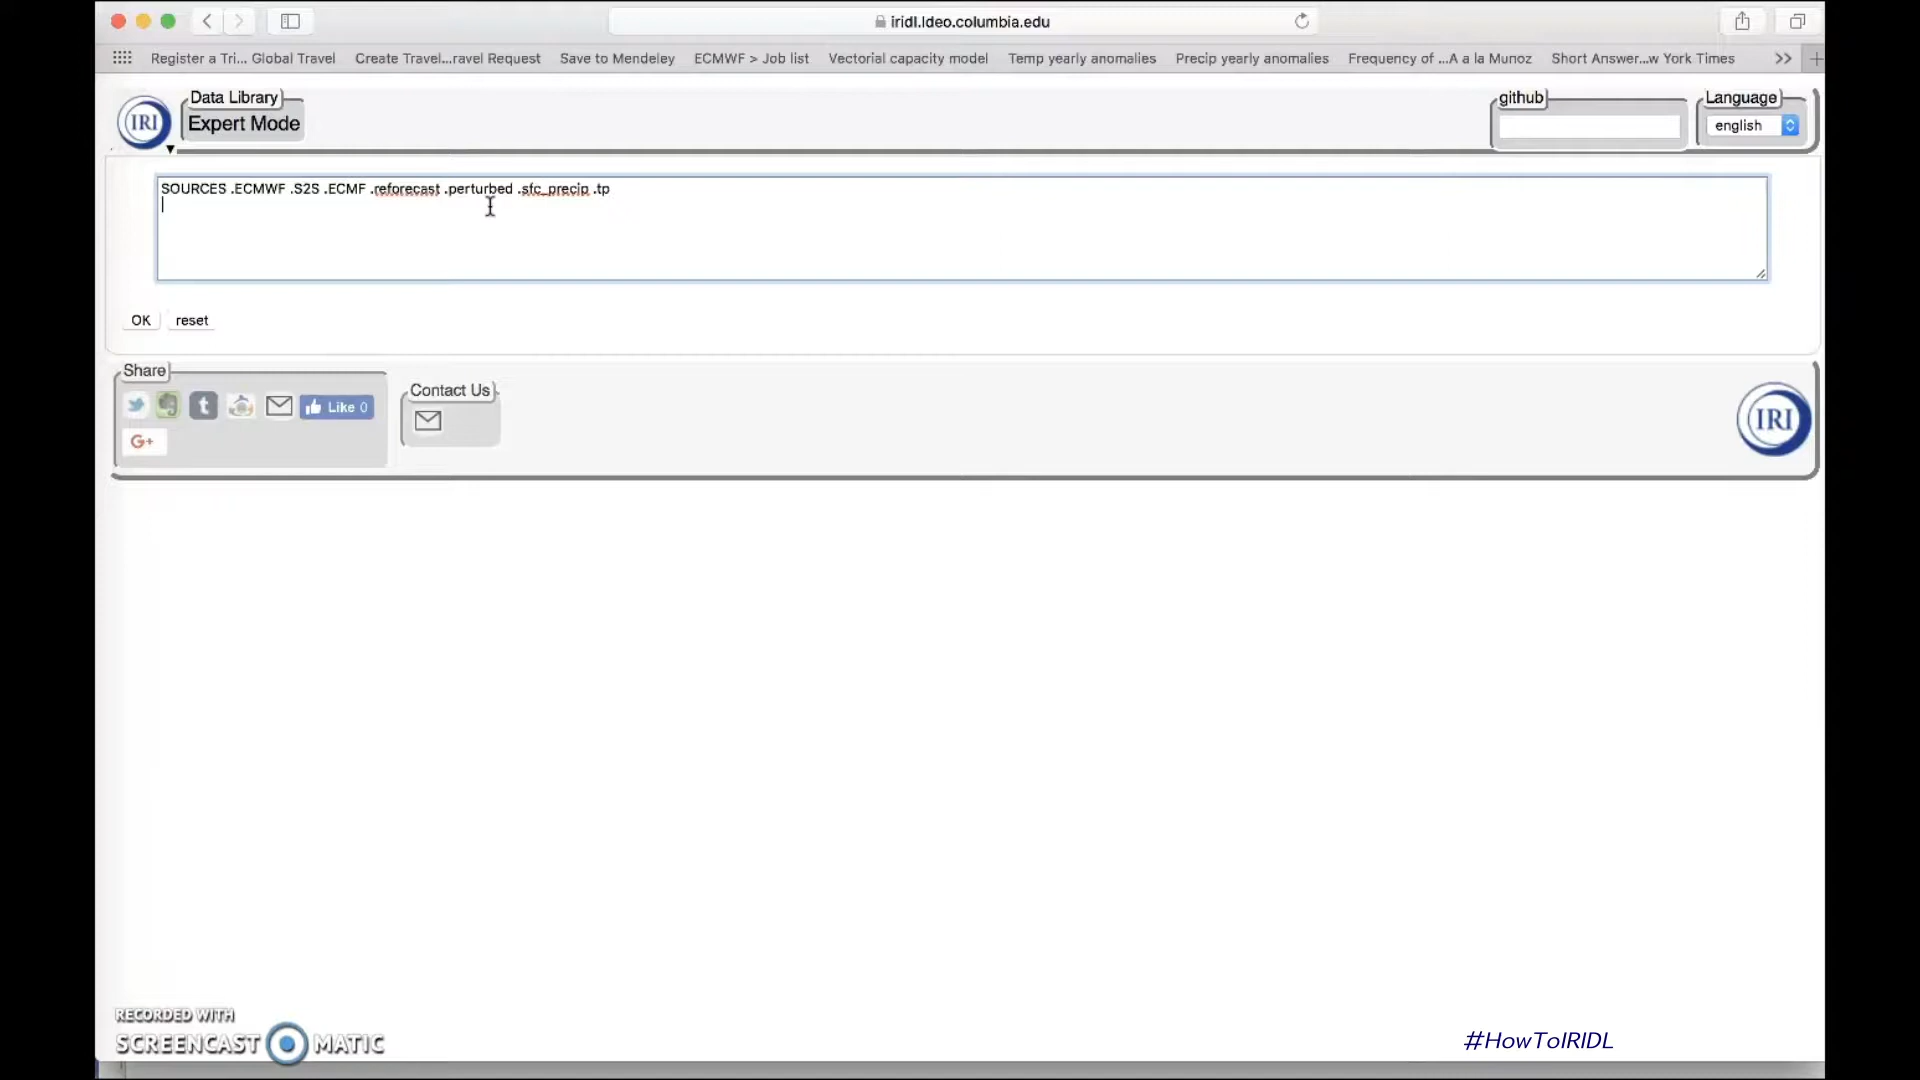 iridl.ldeo.columbia.edu
Register a Tri... Global Travel Create Travel...ravel Request Save to Mendeley ECMWF > Job list Vectorial capacity model Temp yearly anomalies Precip yearly anomalies Frequency of ...A a la Munoz Short Answer...w York Times >>
IRI
Data Library
Expert Mode
github
Language
english
SOURCES .ECMWF .S2S .ECMF .reforecast .perturbed .sfc_precip .tp
OK reset
Share
t Like 0
G+
Contact Us
IRI
RECORDED WITH
SCREENCAST MATIC
#HowToIRIDL